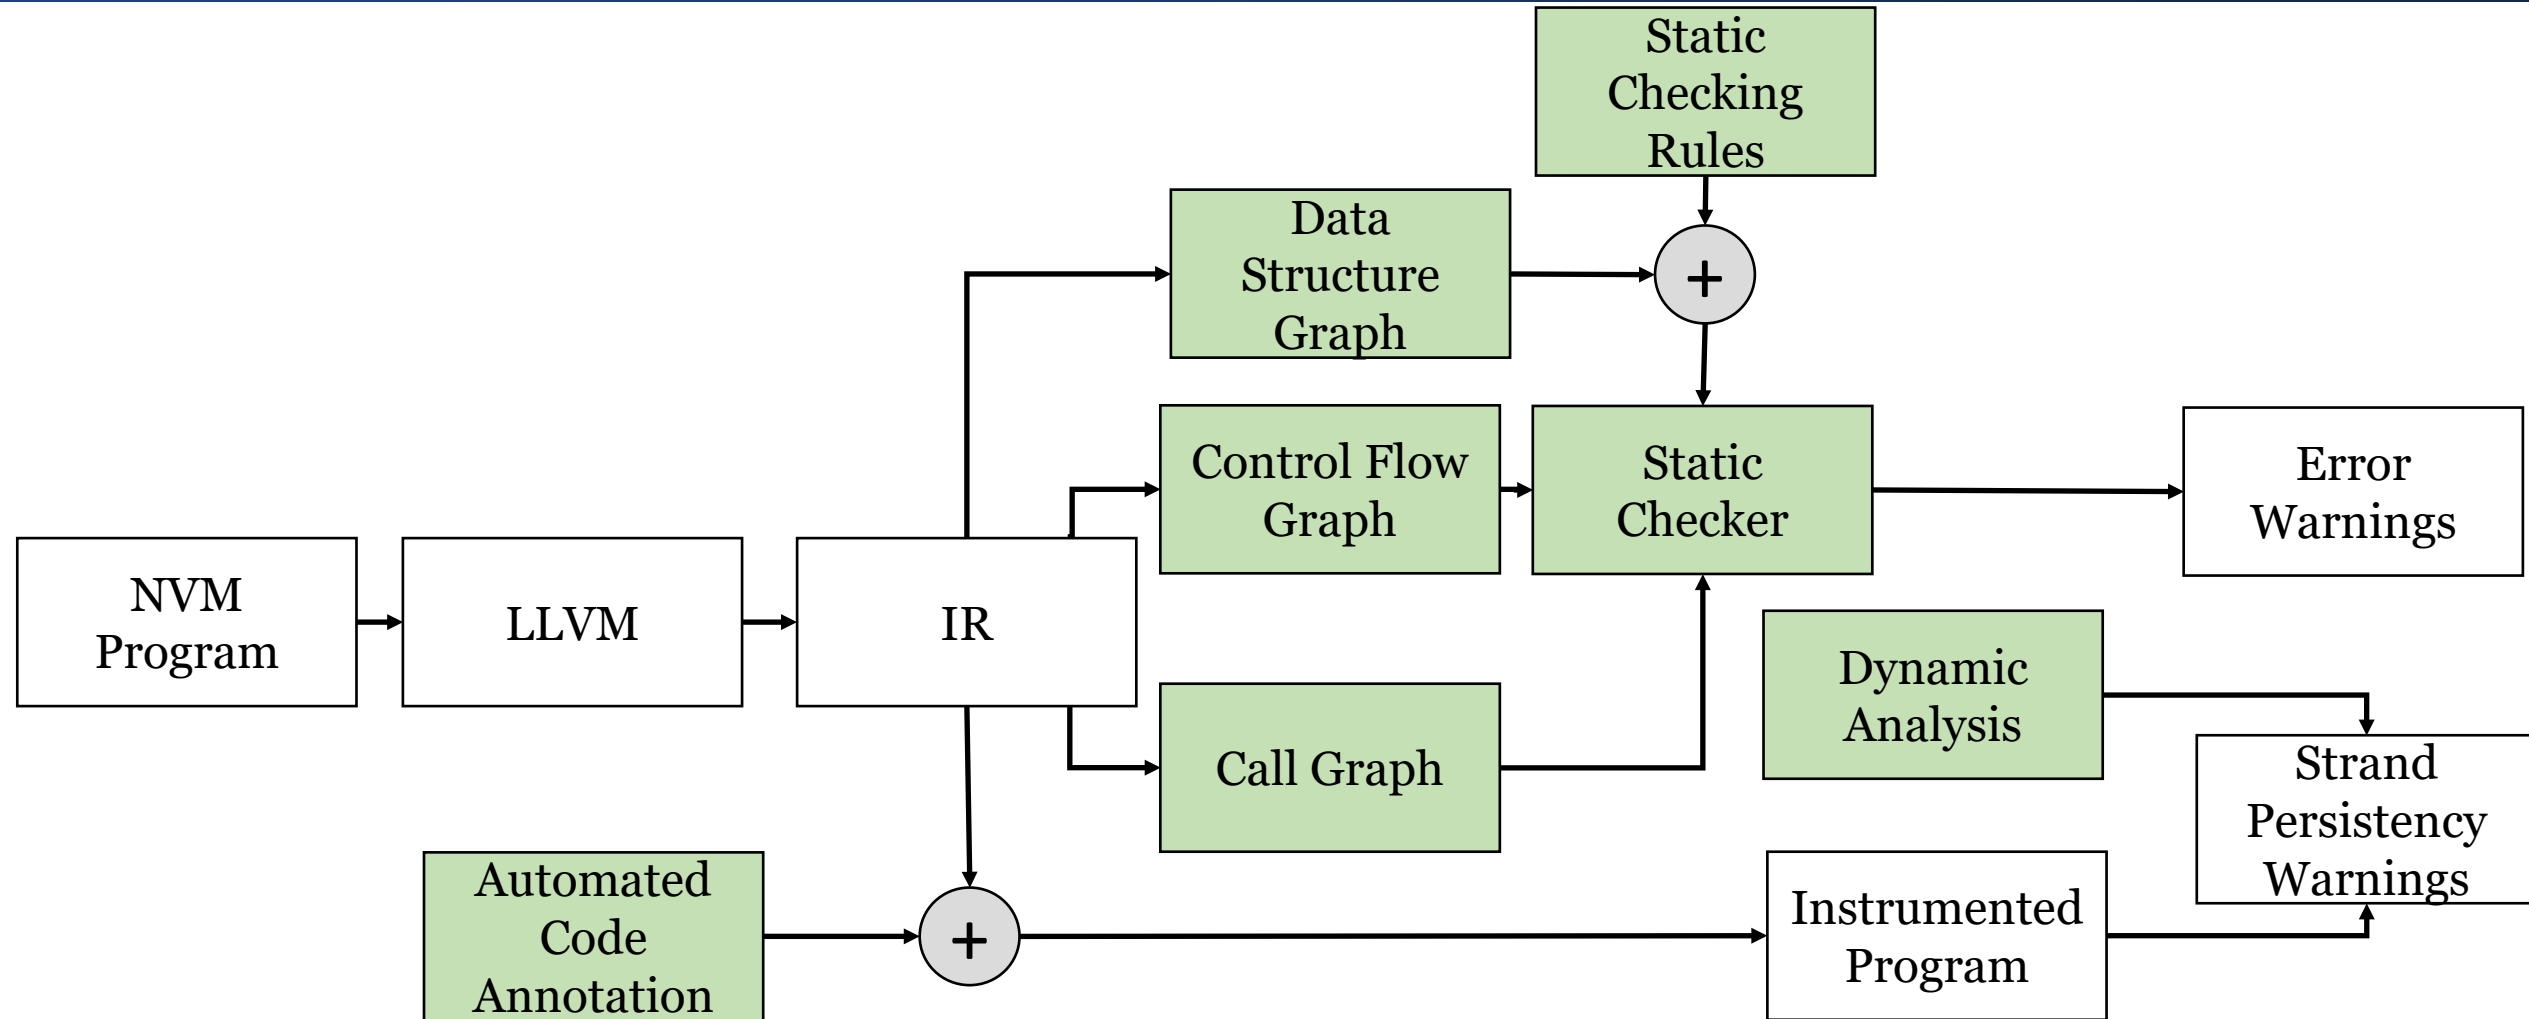 Static
Checking
Rules
Data
Structure
Graph
+
Control Flow
Graph
Static
Checker
Error
Warnings
NVM
Program
LLVM
IR
Dynamic
Analysis
Call Graph
Strand
Persistency
Warnings
Automated
Code
Annotation
+
Instrumented
Program